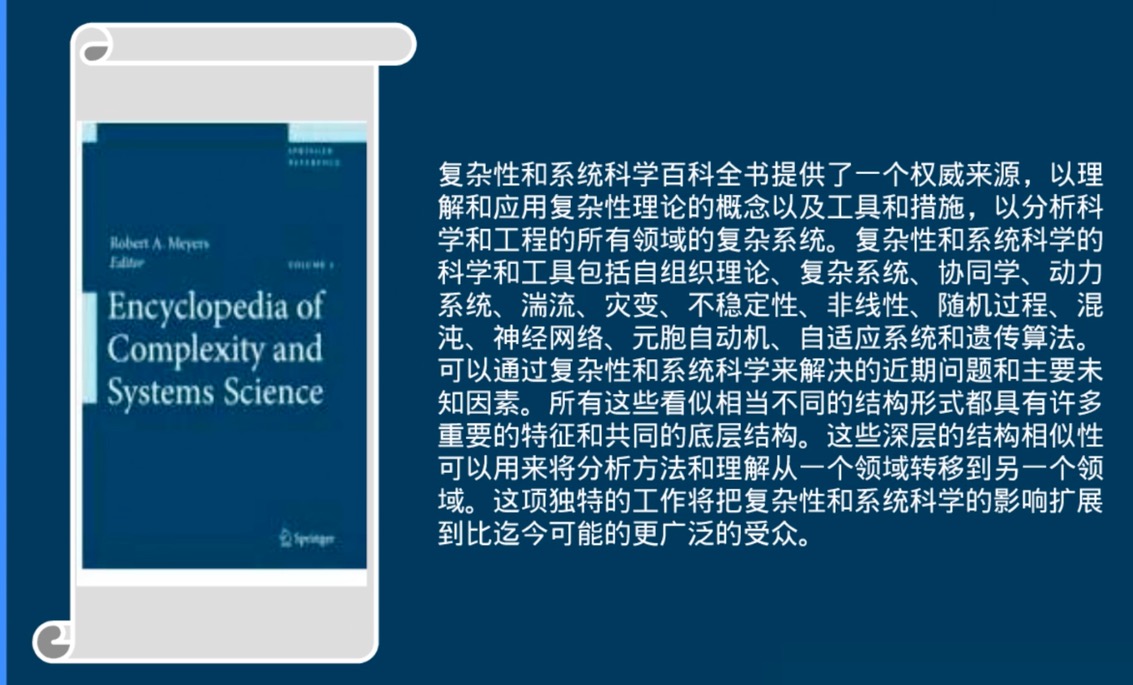 SPRINGER
REFERENCE
Robert A. Meyers
Editor
VOLUME 1
Encyclopedia of
Complexity and
Systems Science
Springer
复杂性和系统科学百科全书提供了一个权威来源，以理
解和应用复杂性理论的概念以及工具和措施，以分析科
学和工程的所有领域的复杂系统。复杂性和系统科学的
科学和工具包括自组织理论、复杂系统、协同学、动力
系统、湍流、灾变、不稳定性、非线性、随机过程、混
沌、神经网络、元胞自动机、自适应系统和遗传算法。
可以通过复杂性和系统科学来解决的近期问题和主要未
知因素。所有这些看似相当不同的结构形式都具有许多
重要的特征和共同的底层结构。这些深层的结构相似性
可以用来将分析方法和理解从一个领域转移到另一个领
域。这项独特的工作将把复杂性和系统科学的影响扩展
到比迄今可能的更广泛的受众。